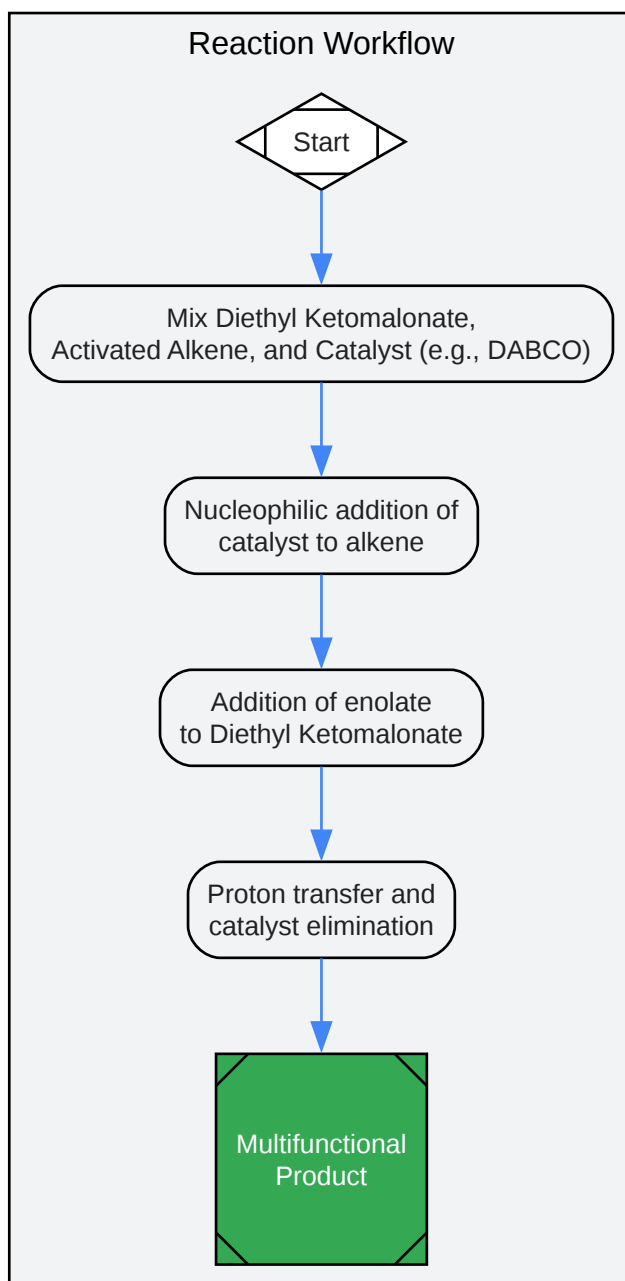 Reaction Workflow
Start
Mix Diethyl Ketomalonate,
Activated Alkene, and Catalyst (e.g., DABCO)
Nucleophilic addition of
catalyst to alkene
Addition of enolate
to Diethyl Ketomalonate
Proton transfer and
catalyst elimination
Multifunctional
Product